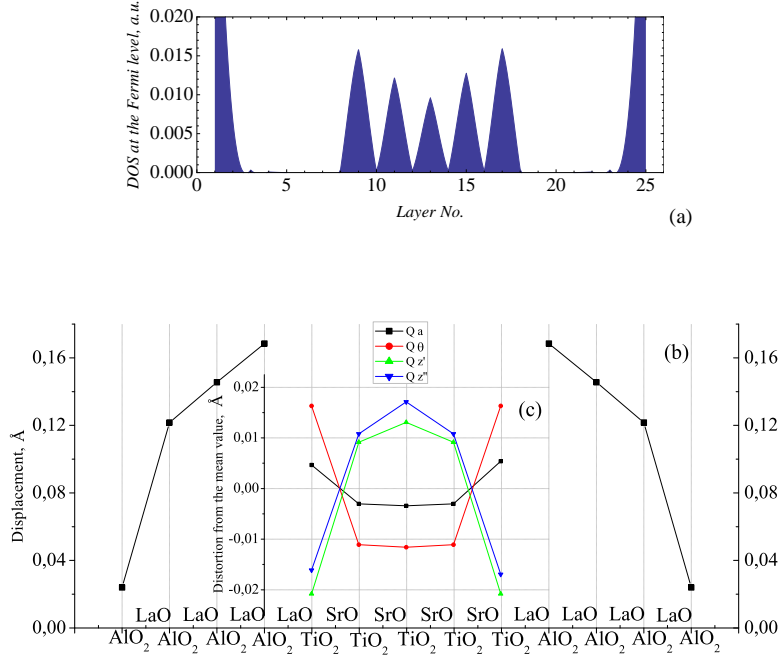 0.020
0.015
0.010
0.005
0.000
DOS at the Fermi level, a.u.
0 5 10 15 20 25
Layer No.
(a)
Q a
Q θ
Q z'
Q z"
(b)
(c)
0,16
0,12
0,08
0,04
0,00
Displacement, Å
0,02
0,01
0,00
-0,01
-0,02
Distortion from the mean value, Å
0,16
0,12
0,08
0,04
0,00
LaO LaO LaO LaO SrO SrO SrO SrO LaO LaO LaO LaO
AlO2 AlO2 AlO2 AlO2 TiO2 TiO2 TiO2 TiO2 TiO2 AlO2 AlO2 AlO2 AlO2